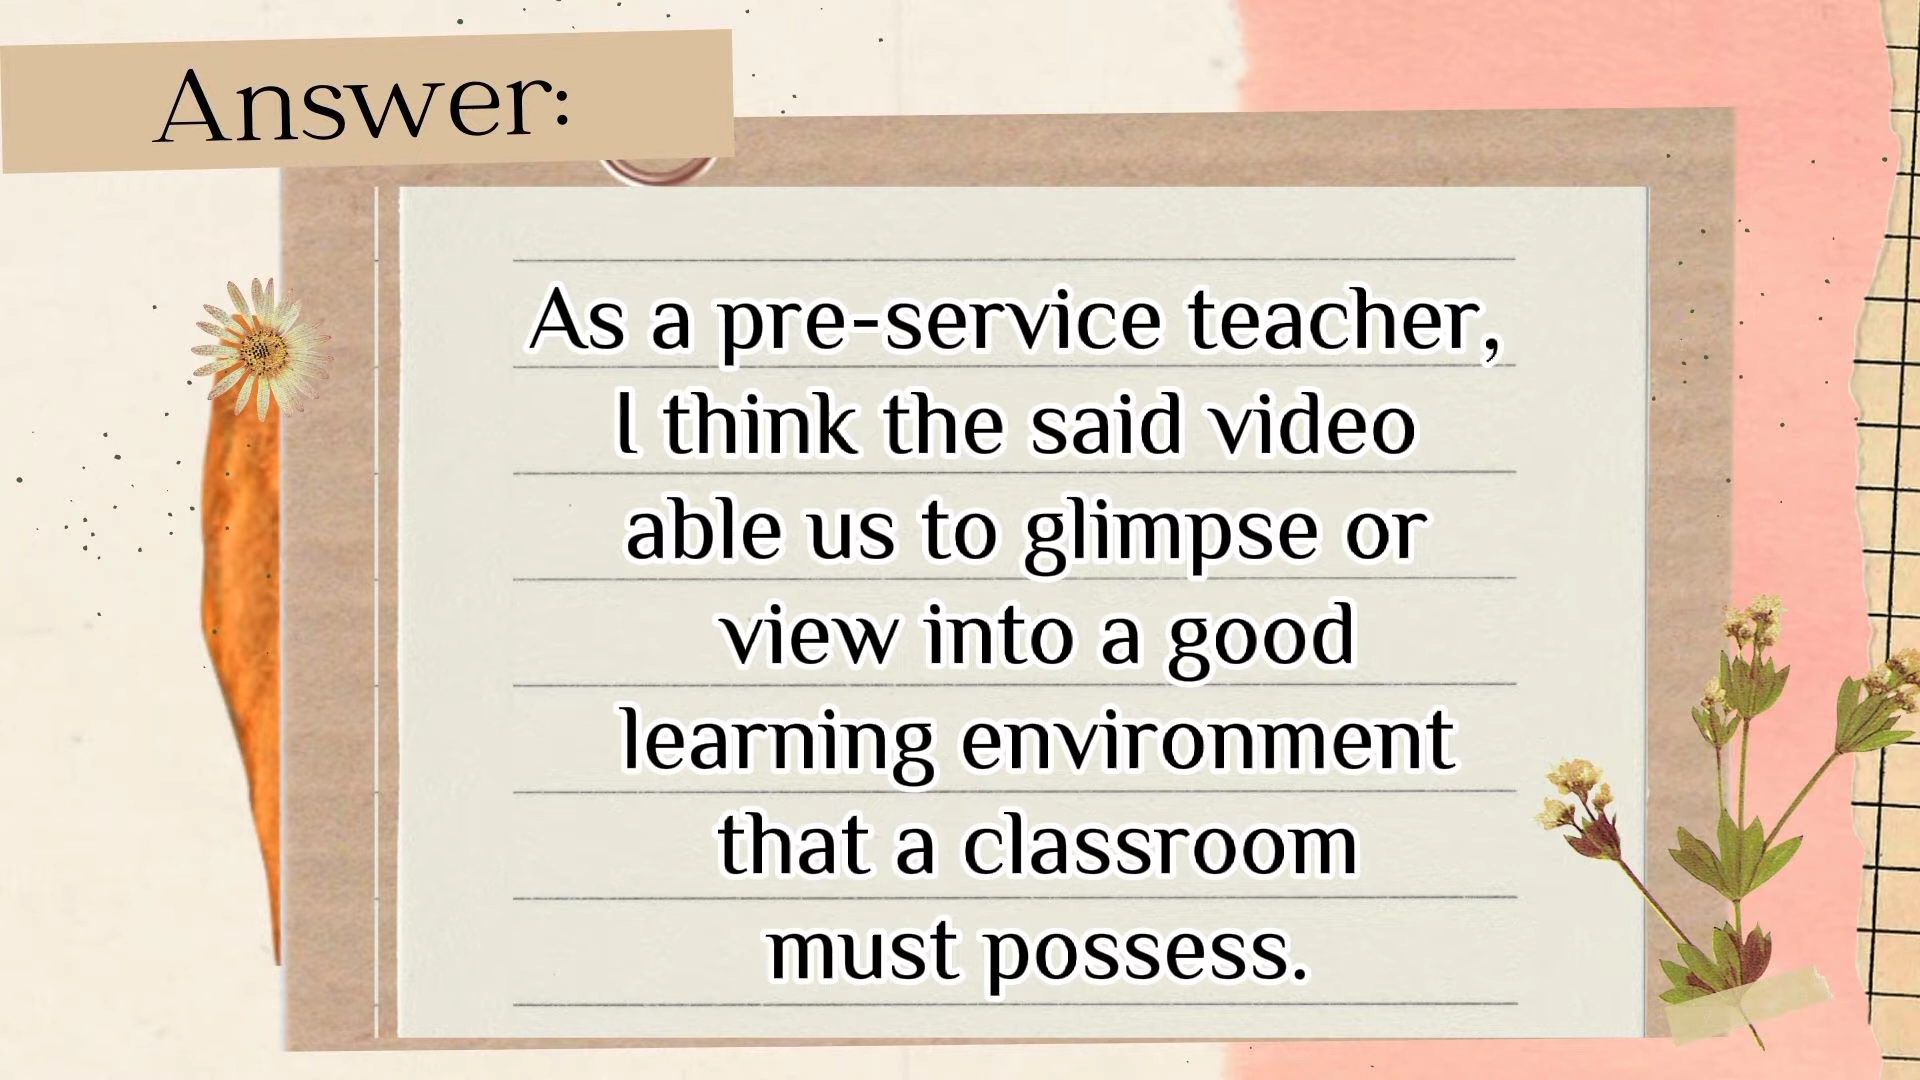 Answer:
As a pre-service teacher,
I think the said video
able us to glimpse or
view into a good
learning environment
that a classroom
must possess.